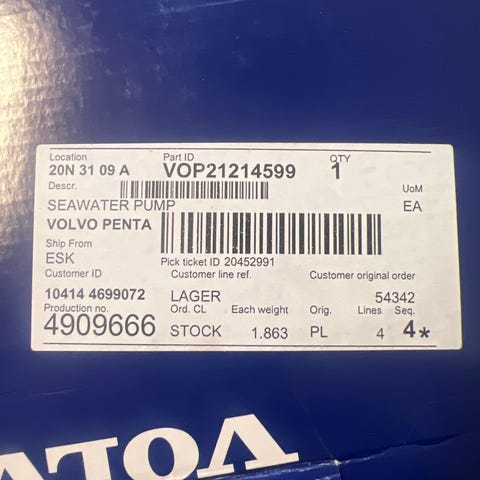 Location Part ID QTY
20N 31 09 A VOP21214599 1
Descr. UoM
SEAWATER PUMP EA
VOLVO PENTA
Ship From
ESK Pick ticket ID 20452991
Customer ID Customer line ref. Customer original order
10414 4699072 LAGER 54342
Production no. Ord. CL Each weight Orig. Lines Seq.
4909666 STOCK 1.863 PL 4 4*
VOLVO